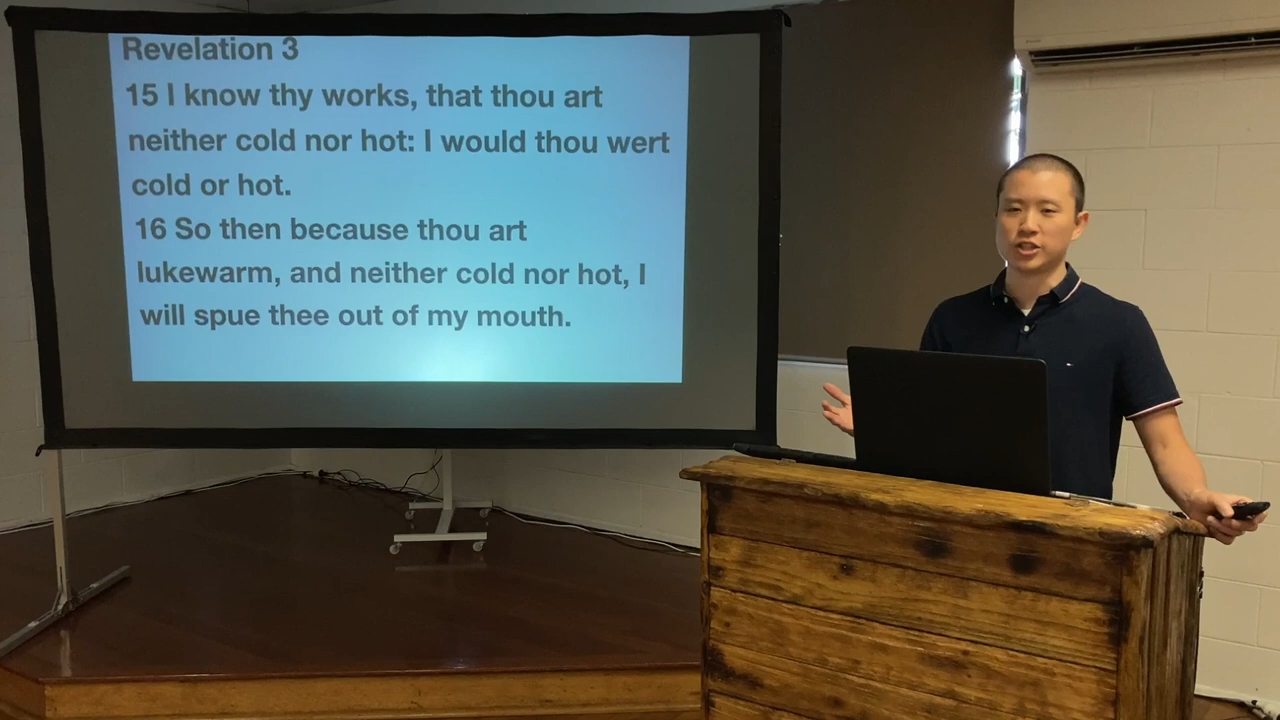 Revelation 3
15 I know thy works, that thou art
neither cold nor hot: I would thou wert
cold or hot.
16 So then because thou art
lukewarm, and neither cold nor hot, I
will spue thee out of my mouth.